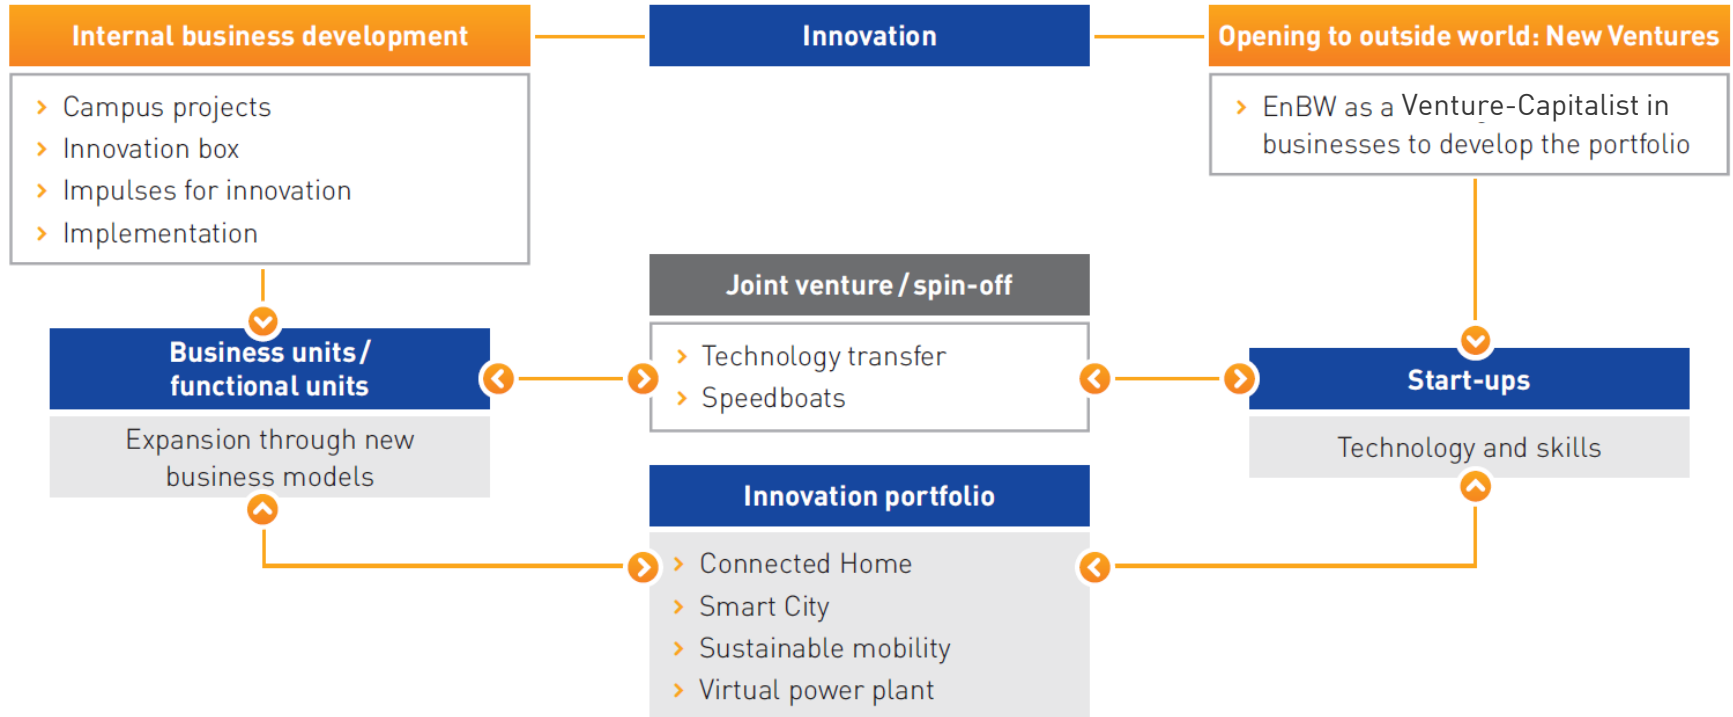 Internal business development
Innovation
Opening to outside world: New Ventures
Campus projects
Innovation box
Impulses for innovation
Implementation
EnBW as a Venture-Capitalist in
businesses to develop the portfolio
Joint venture / spin-off
Technology transfer
Speedboats
Business units /
functional units
Expansion through new
business models
Start-ups
Technology and skills
Innovation portfolio
Connected Home
Smart City
Sustainable mobility
Virtual power plant